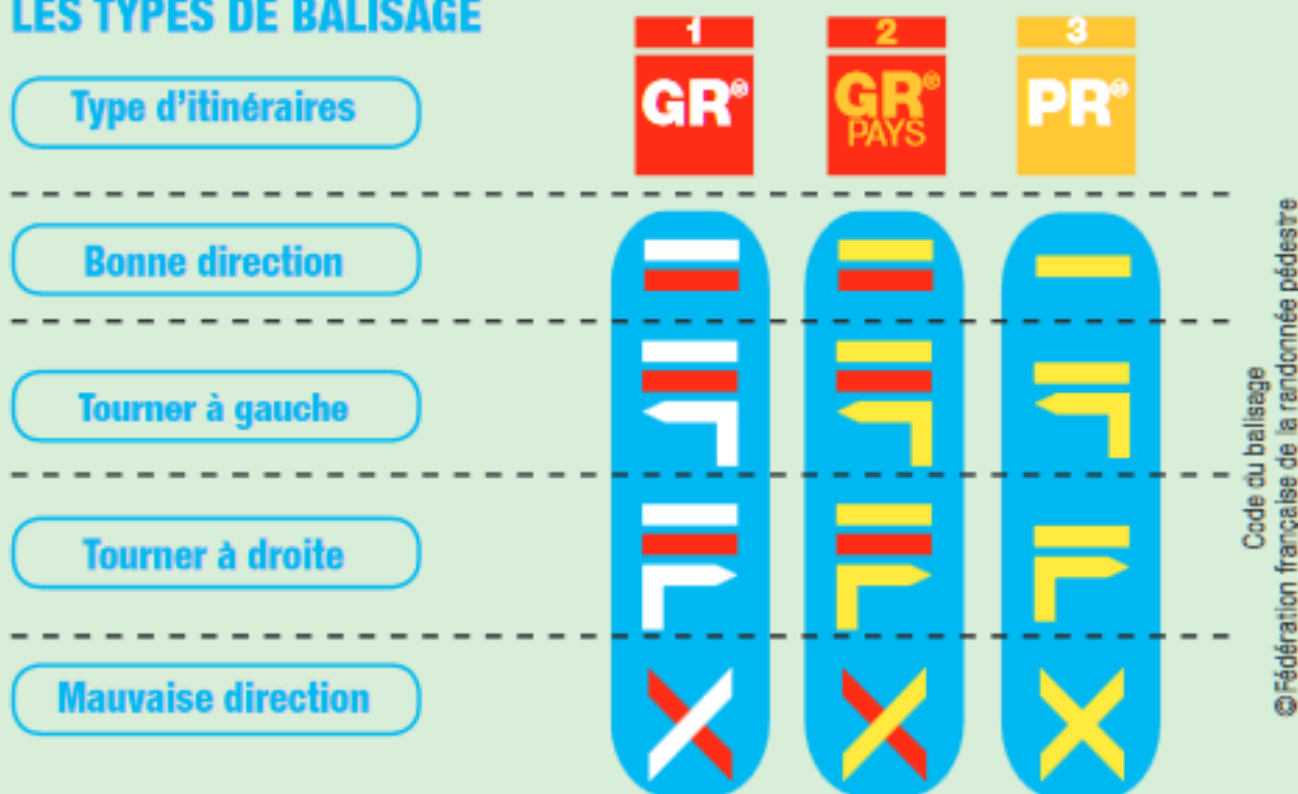 LES TYPES DE BALISAGE
1
2
3
Type d'itinéraires
GR®
GR®
PAYS
PR®
Bonne direction
Tourner à gauche
Tourner à droite
Mauvaise direction
Code du balisage
©Fédération française de la randonnée pédestre